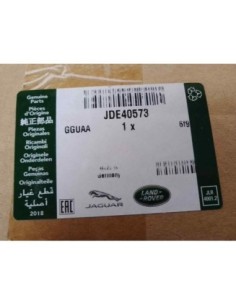 Genuine Parts
Pièces d'Origine
純正部品
Piezas Originales
Ricambi Originali
Originele Onderdelen
Peças Genuínas
Originalteile
قطع غيار أصلية
2018
JDE40573
GGUAA
1 x
EAC
JAGUAR
LAND-
ROVER